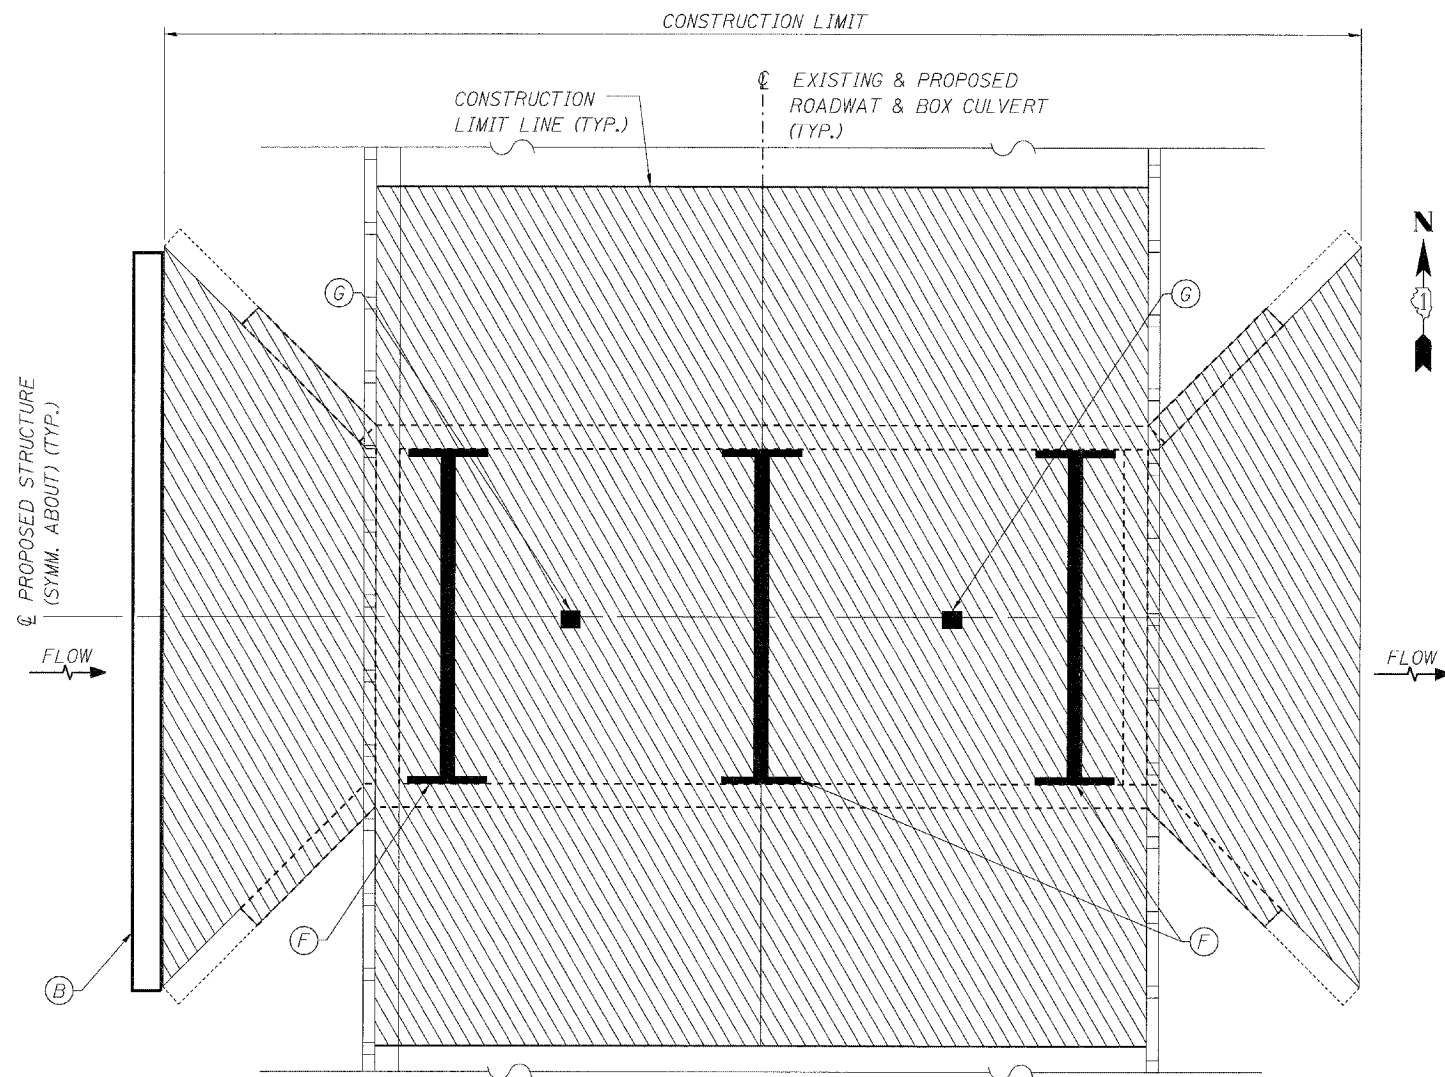 CONSTRUCTION LIMIT
℄ EXISTING & PROPOSED
ROADWAT & BOX CULVERT
(TYP.)
CONSTRUCTION
LIMIT LINE (TYP.)
N
1
G
G
℄ PROPOSED STRUCTURE
(SYMM. ABOUT) (TYP.)
FLOW
FLOW
F
F
B